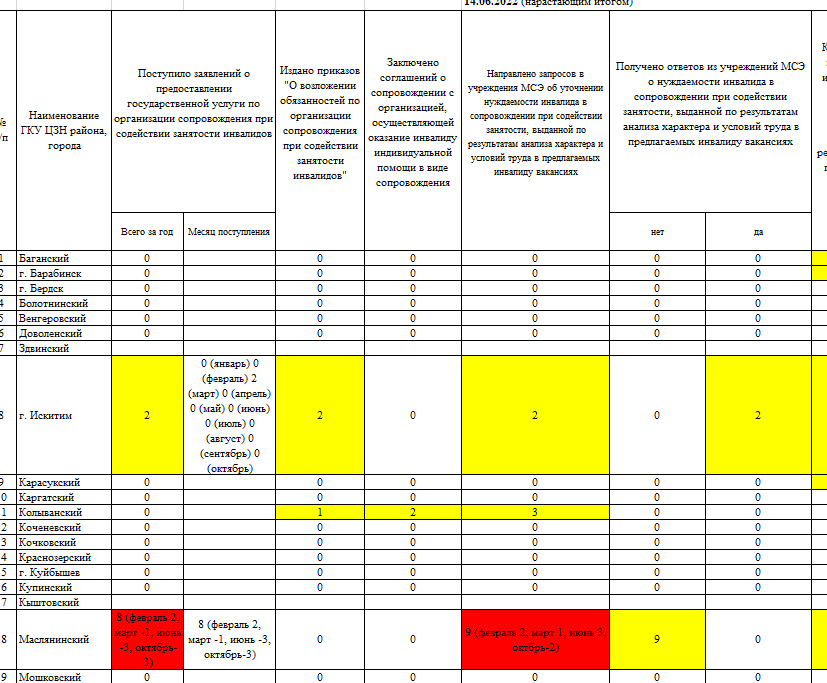 14.06.2022 (нарастающим итогом)
№
/п
Наименование
ГКУ ЦЗН района,
города
Поступило заявлений о
предоставлении
государственной услуги по
организации сопровождения при
содействии занятости инвалидов
Издано приказов
"О возложении
обязанностей по
организации
сопровождения
при содействии
занятости
инвалидов"
Заключено
соглашений о
сопровождении с
организацией,
осуществляющей
оказание инвалиду
индивидуальной
помощи в виде
сопровождения
Направлено запросов в
учреждения МСЭ об уточнении
нуждаемости инвалида в
сопровождении при содействии
занятости, выданной по
результатам анализа характера и
условий труда в предлагаемых
инвалиду вакансиях
Получено ответов из учреждений МСЭ
о нуждаемости инвалида в
сопровождении при содействии
занятости, выданной по результатам
анализа характера и условий труда в
предлагаемых инвалиду вакансиях
Всего за год Месяц поступления нет да
1 Баганский 0 0 0 0 0 0
2 г. Барабинск 0 0 0 0 0 0
3 г. Бердск 0 0 0 0 0 0
4 Болотнинский 0 0 0 0 0 0
5 Венгеровский 0 0 0 0 0 0
6 Доволенский 0 0 0 0 0 0
7 Здвинский
8 г. Искитим 2
0 (январь) 0
(февраль) 2
(март) 0 (апрель)
0 (май) 0 (июнь)
0 (июль) 0
(август) 0
(сентябрь) 0
(октябрь)
2 0 2 0 2
9 Карасукский 0 0 0 0 0 0
0 Каргатский 0 0 0 0 0 0
1 Колыванский 0 1 2 3 0 0
2 Коченевский 0 0 0 0 0 0
3 Кочковский 0 0 0 0 0 0
4 Краснозерский 0 0 0 0 0 0
5 г. Куйбышев 0 0 0 0 0 0
6 Купинский 0 0 0 0 0 0
7 Кыштовский
8 Маслянинский
8 (февраль 2,
март -1, июнь
-3, октябрь-
3)
8 (февраль 2,
март -1, июнь -3,
октябрь-3)
0 0
9 (февраль 2, март 1, июнь 3,
октбрь-2)
9 0
9 Мошковский 0 0 0 0 0 0